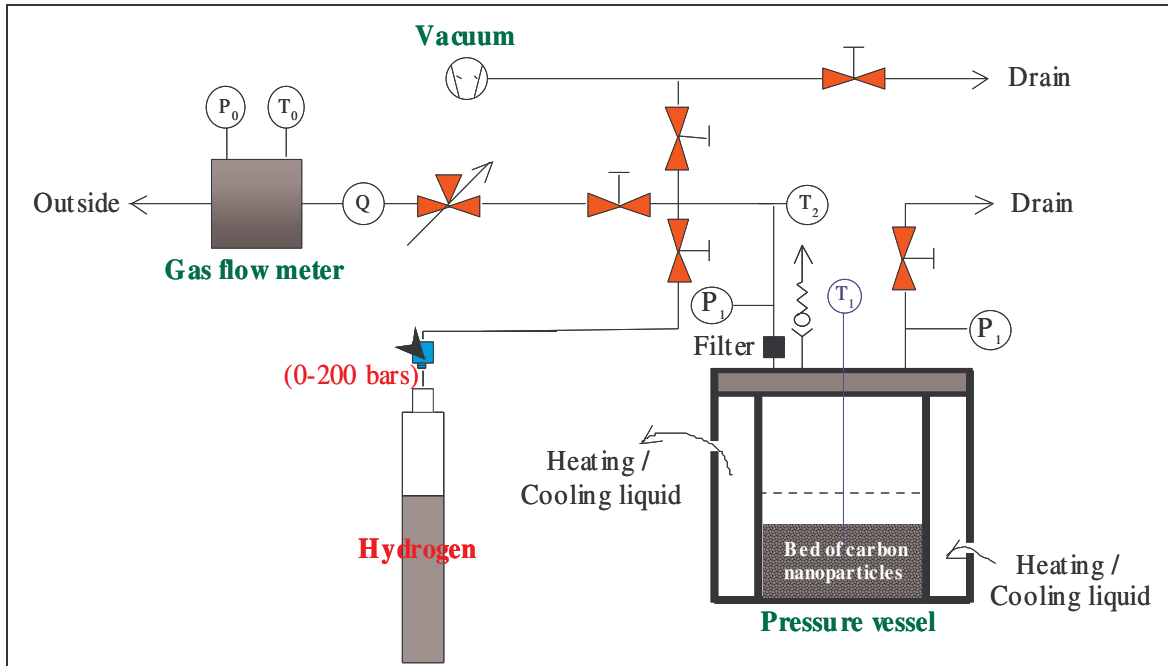 Vacuum
Drain
P0
T0
Outside
Q
T2
Drain
Gas flow meter
P1
T1
P1
Filter
(0-200 bars)
Heating /
Cooling liquid
Hydrogen
Bed of carbon
nanoparticles
Heating /
Cooling liquid
Pressure vessel